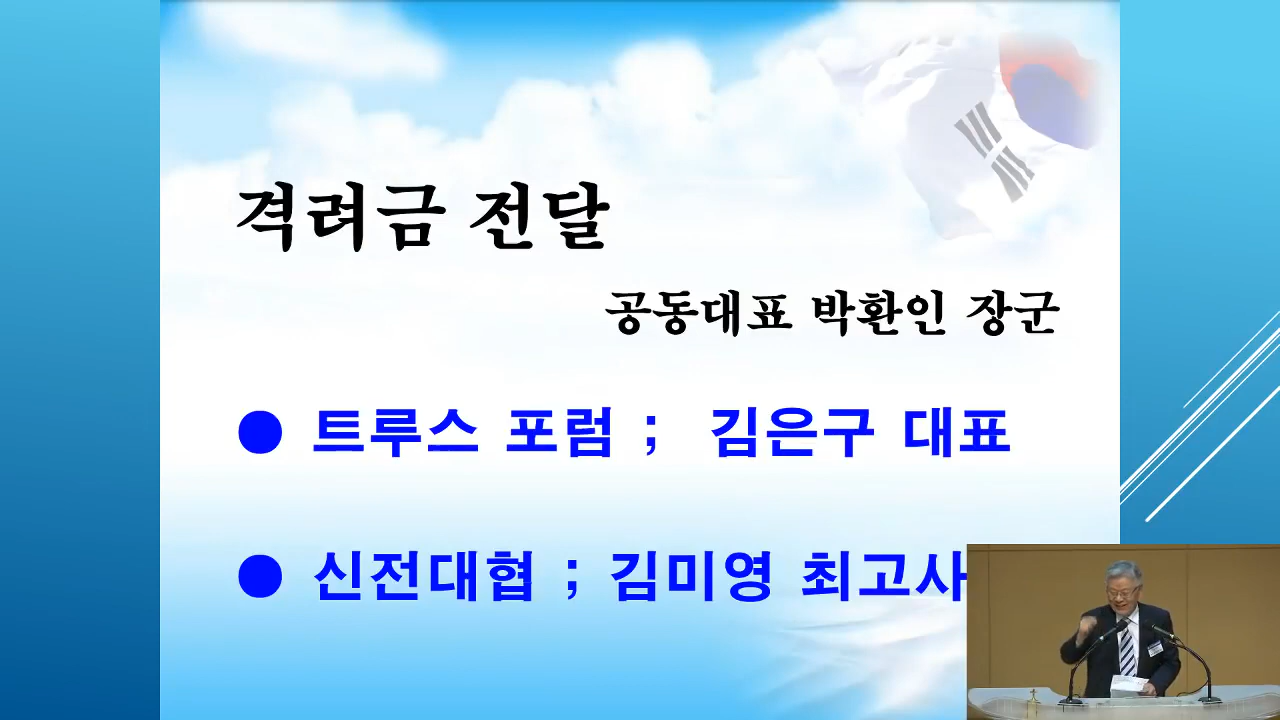 격려금 전달
공동대표 박환인 장군
● 트루스 포럼 ; 김은구 대표
● 신전대협 ; 김미영 최고사